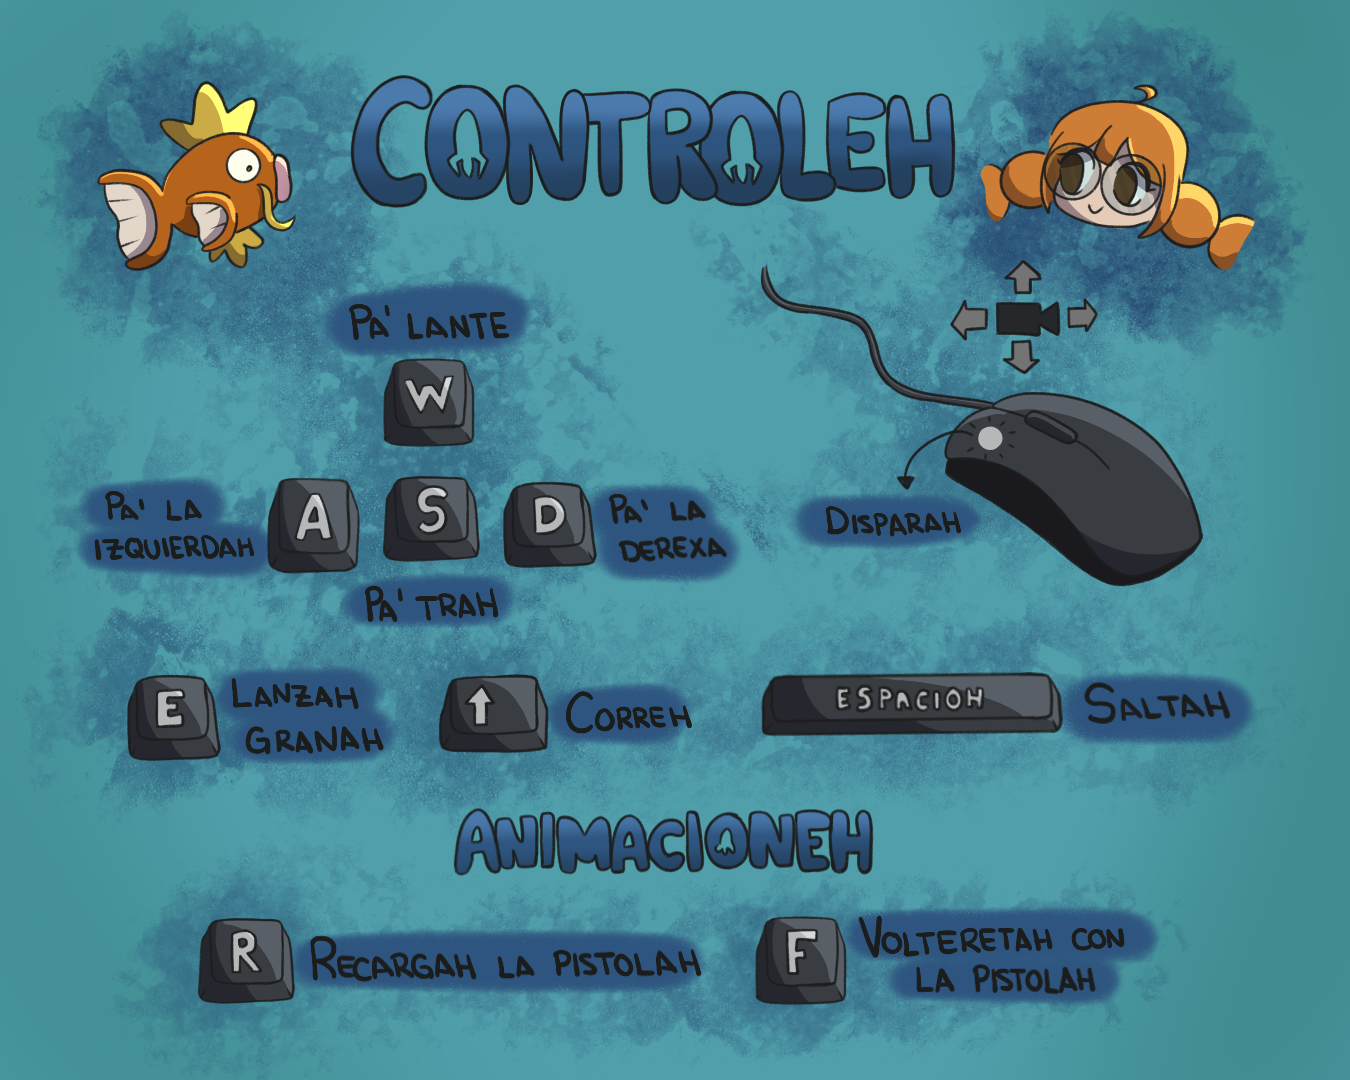 CONTROLEH
PA' LANTE
W
PA' LA
IZQUIERDAH
A
S
D
PA' LA
DEREXA
PA' TRAH
DISPARAH
E
LANZAH
GRANAH
CORREH
ESPACIOH
SALTAH
ANIMACIONEH
R
RECARGAH LA PISTOLAH
F
VOLTERETAH CON
LA PISTOLAH